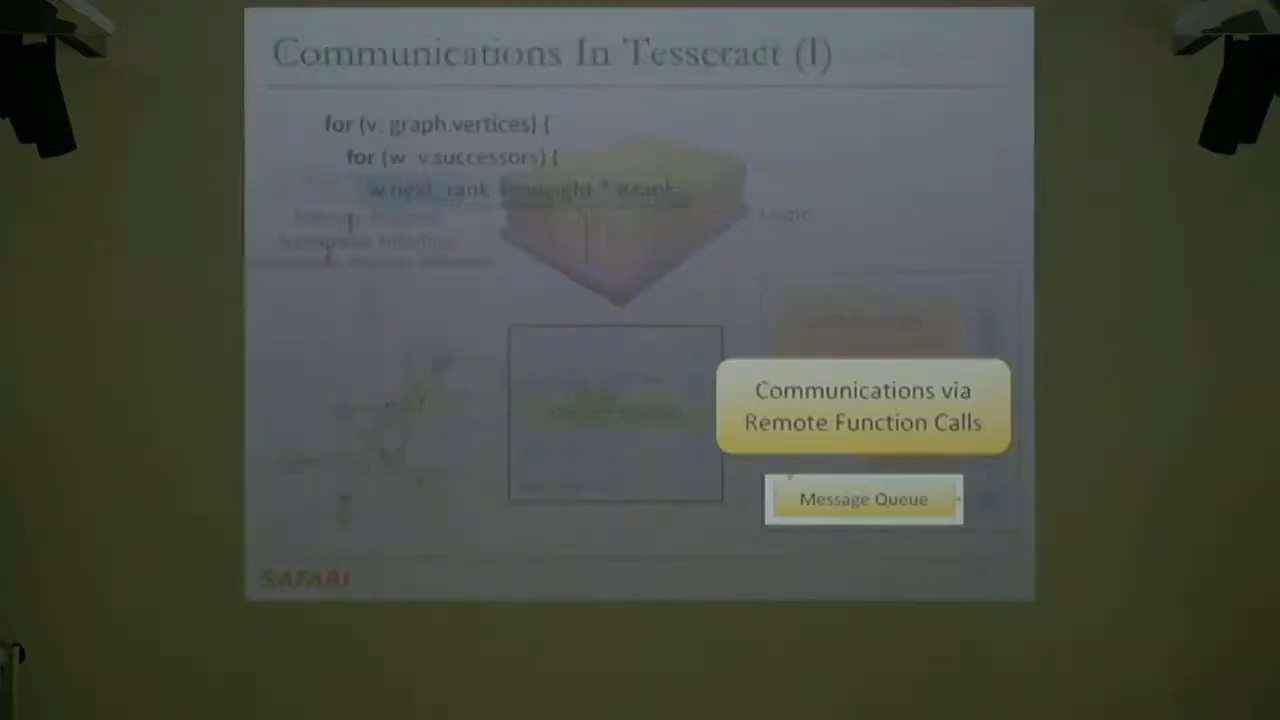 Communications In Tesseract (I)
for (v: graph.vertices) {
for (w: v.successors) {
w.next_rank weight * v.rank;
Logic
Communications via
Remote Function Calls
Message Queue
SAFARI